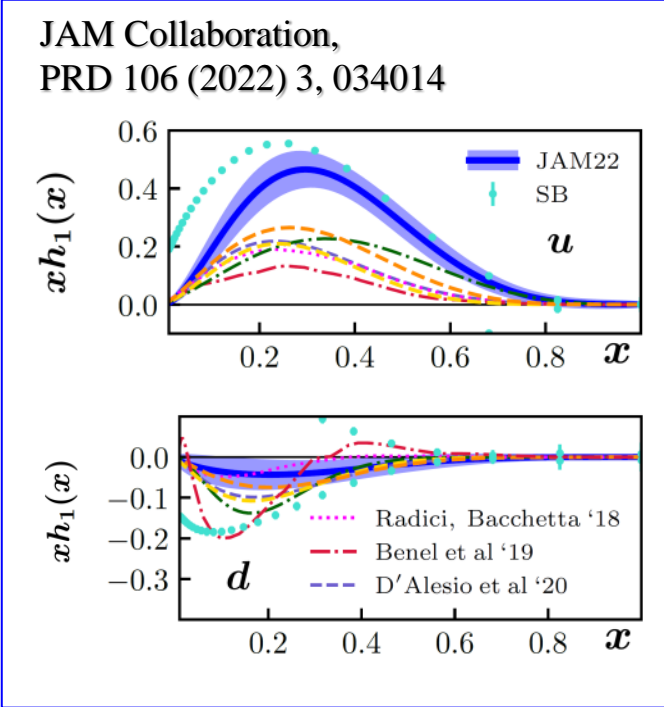 JAM Collaboration,
PRD 106 (2022) 3, 034014
0.6
0.4
0.2
0.0
xh₁(x)
JAM22
SB
u
0.2 0.4 0.6 0.8 x
0.0
−0.1
−0.2
−0.3
xh₁(x)
Radici, Bacchetta ‘18
Benel et al ‘19
D′Alesio et al ‘20
d
0.2 0.4 0.6 0.8 x